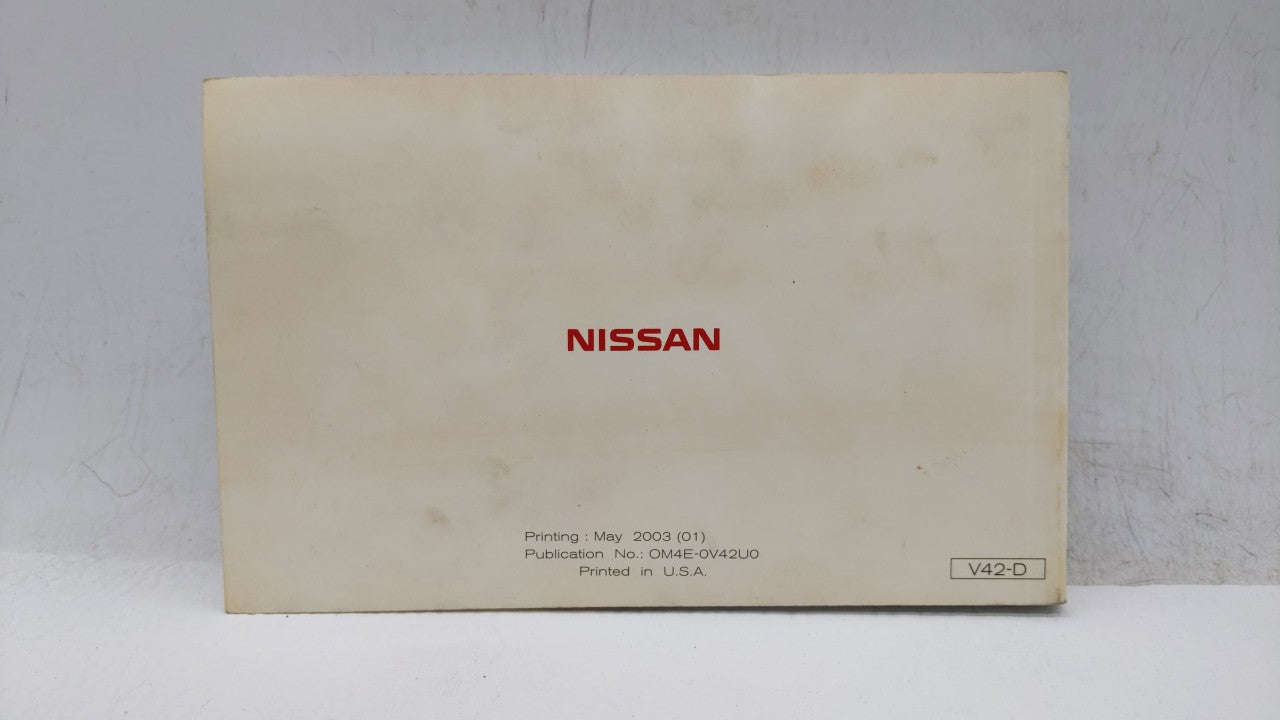 NISSAN
Printing : May 2003 (01)
Publication No.: OM4E-0V42U0
Printed in U.S.A.
V42-D